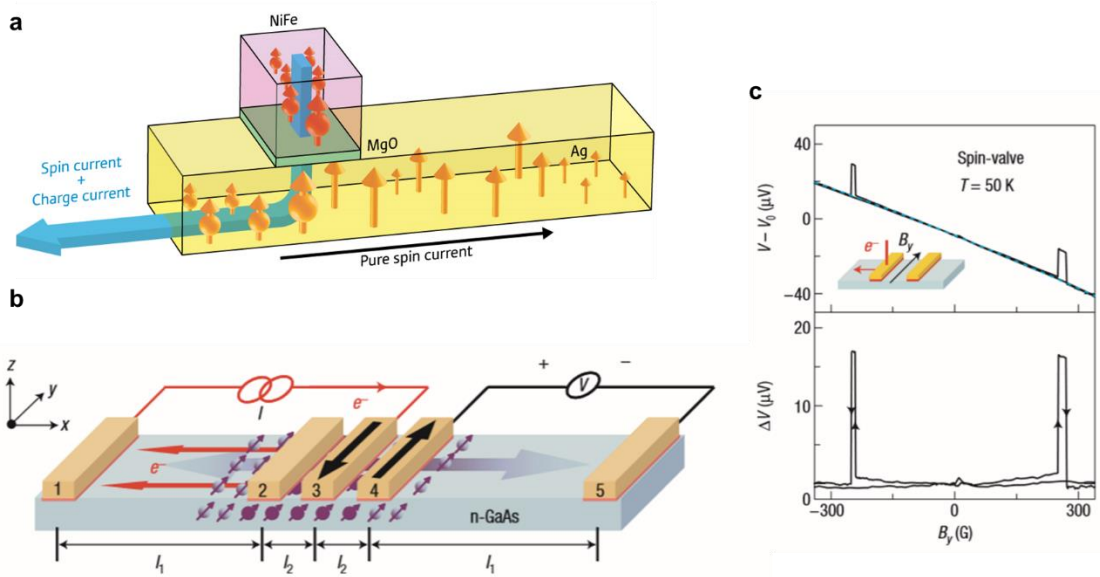 a
NiFe
MgO
Ag
Spin current
+
Charge current
Pure spin current
b
z
y
x
I
e⁻
+
−
V
e⁻
1
2
3
4
5
n-GaAs
l₁
l₂
l₂
l₁
c
40
0
−40
V − V₀ (µV)
Spin-valve
T = 50 K
e⁻
B_y
20
10
0
ΔV (µV)
−300
0
300
B_y (G)